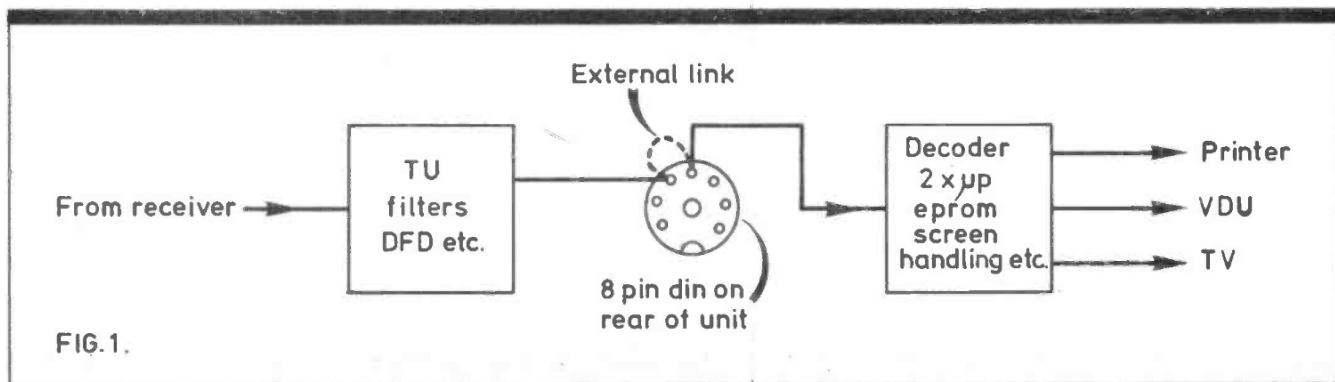 External link
From receiver
TU
filters
DFD etc.
8 pin din on
rear of unit
Decoder
2 x µp
eprom
screen
handling etc.
Printer
VDU
TV
FIG.1.